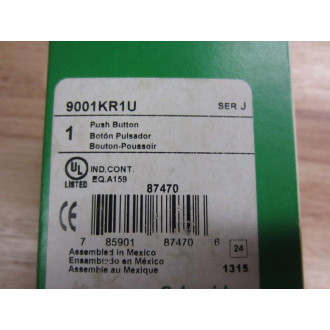 9001KR1U SER J
1 Push Button
Botón Pulsador
Bouton-Poussoir
UL
LISTED
IND.CONT.
EQ.A159
87470
CE
7 85901 87470 6
24
Assembled in Mexico
Ensamblado en México
Assemblé au Mexique
1315